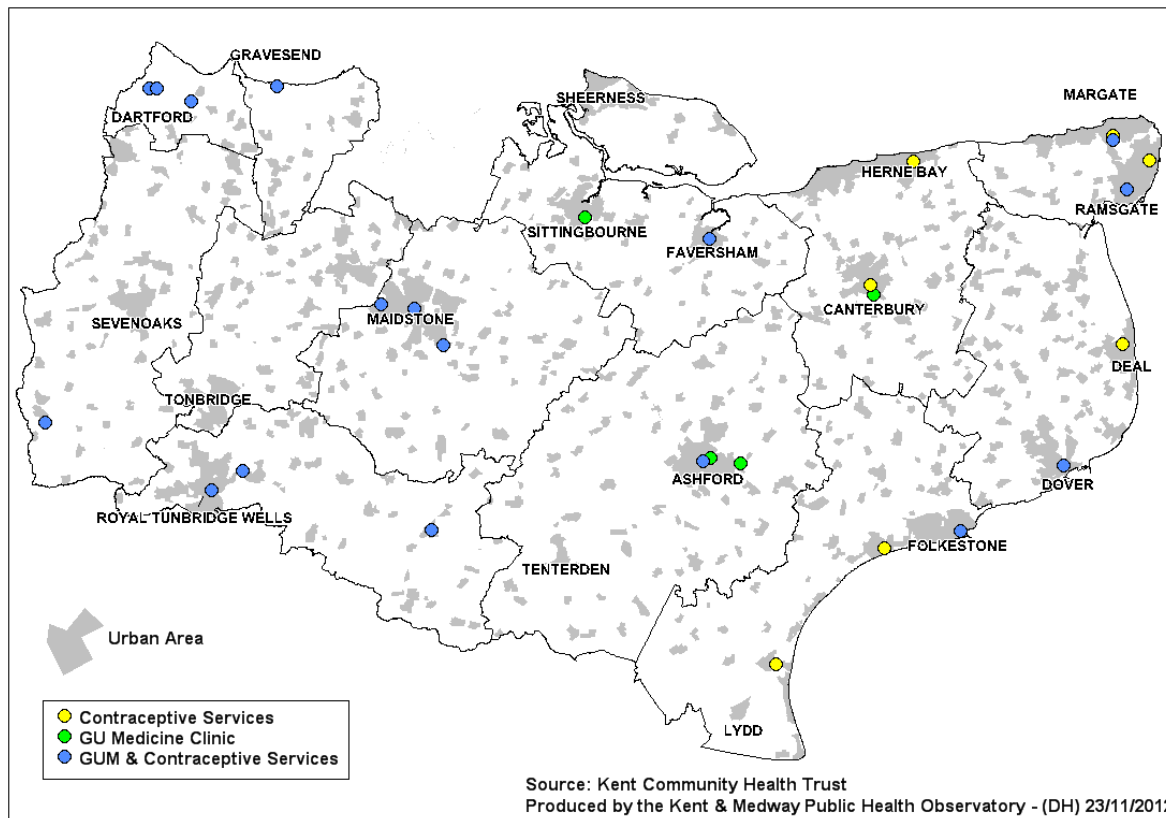 GRAVESEND
MARGATE
SHEERNESS
DARTFORD
HERNE BAY
RAMSGATE
SITTINGBOURNE
FAVERSHAM
CANTERBURY
SEVENOAKS
MAIDSTONE
DEAL
TONBRIDGE
ASHFORD
DOVER
ROYAL TUNBRIDGE WELLS
FOLKESTONE
TENTERDEN
Urban Area
LYDD
Contraceptive Services
GU Medicine Clinic
GUM & Contraceptive Services
Source: Kent Community Health Trust
Produced by the Kent & Medway Public Health Observatory - (DH) 23/11/2012